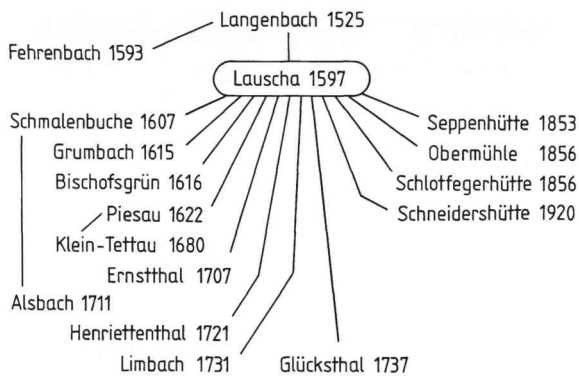 Langenbach 1525
Fehrenbach 1593
Lauscha 1597
Schmalenbuche 1607
Grumbach 1615
Bischofsgrün 1616
Piesau 1622
Klein-Tettau 1680
Ernstthal 1707
Alsbach 1711
Henriettenthal 1721
Limbach 1731
Glücksthal 1737
Seppenhütte 1853
Obermühle 1856
Schlotfegerhütte 1856
Schneidershütte 1920